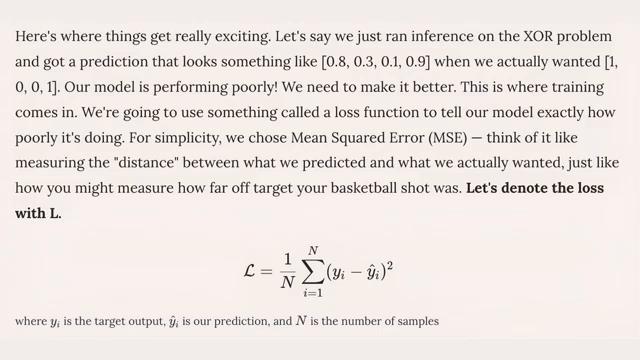 Here's where things get really exciting. Let's say we just ran inference on the XOR problem
and got a prediction that looks something like [0.8, 0.3, 0.1, 0.9] when we actually wanted [1,
0, 0, 1]. Our model is performing poorly! We need to make it better. This is where training
comes in. We're going to use something called a loss function to tell our model exactly how
poorly it's doing. For simplicity, we chose Mean Squared Error (MSE) — think of it like
measuring the "distance" between what we predicted and what we actually wanted, just like
how you might measure how far off target your basketball shot was. Let's denote the loss
with L.
ℒ = 1/N ∑_{i=1}^{N} (y_i − ŷ_i)²
where y_i is the target output, ŷ_i is our prediction, and N is the number of samples